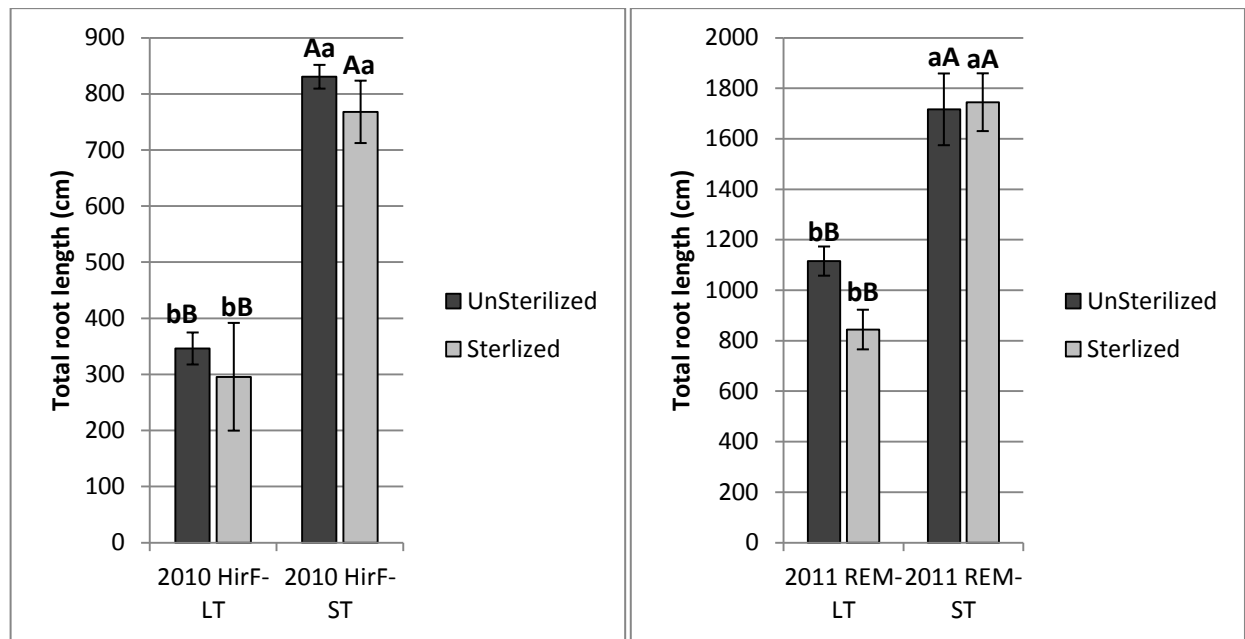 Total root length (cm)
900
800
700
600
500
400
300
200
100
0
bB
bB
Aa
Aa
2010 HirF-
LT
2010 HirF-
ST
UnSterilized
Sterlized
Total root length (cm)
2000
1800
1600
1400
1200
1000
800
600
400
200
0
bB
bB
aA
aA
2011 REM-
LT
2011 REM-
ST
UnSterilized
Sterlized